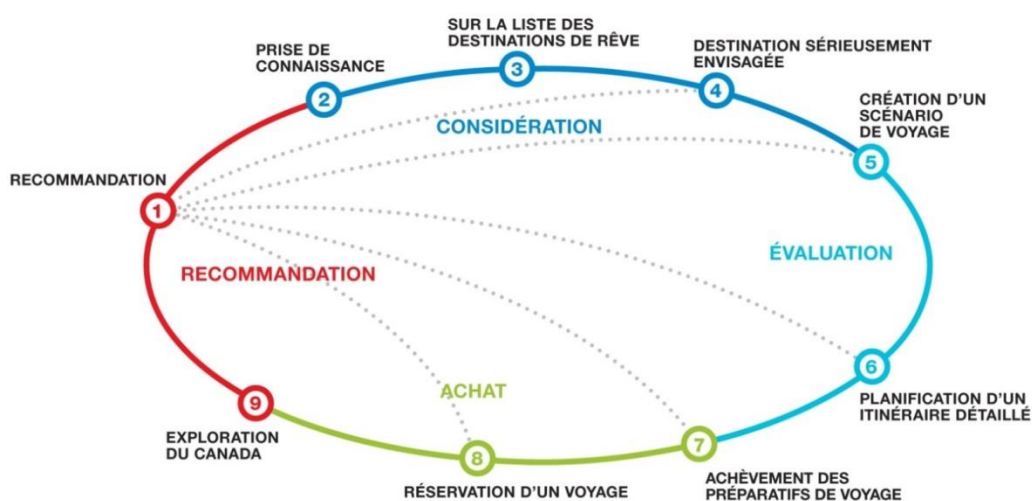 SUR LA LISTE DES
DESTINATIONS DE RÊVE
PRISE DE
CONNAISSANCE
DESTINATION SÉRIEUSEMENT
ENVISAGÉE
3
4
2
CRÉATION D'UN
SCÉNARIO
DE VOYAGE
CONSIDÉRATION
5
RECOMMANDATION
1
RECOMMANDATION
ÉVALUATION
6
PLANIFICATION D'UN
ITINÉRAIRE DÉTAILLÉ
ACHAT
9
EXPLORATION
DU CANADA
8
7
RÉSERVATION D'UN VOYAGE
ACHÈVEMENT DES
PRÉPARATIFS DE VOYAGE